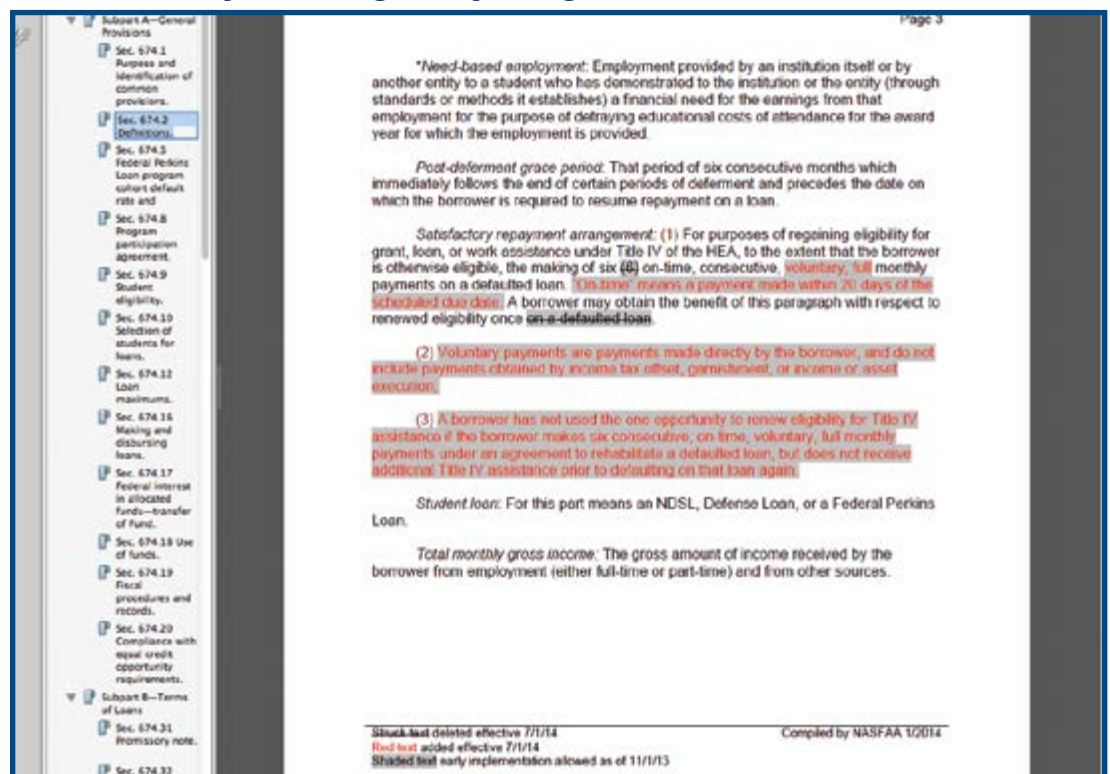 Subpart A—General
Provisions
Sec. 674.1
Purpose and
identification of
common
provisions.
Sec. 674.2
Definitions.
Sec. 674.5
Federal Perkins
Loan program
cohort default
rate and
Sec. 674.8
Program
participation
agreement.
Sec. 674.9
Student
eligibility.
Sec. 674.10
Selection of
students for
loans.
Sec. 674.12
Loan
maximums.
Sec. 674.16
Making and
disbursing
loans.
Sec. 674.17
Federal interest
in allocated
funds—transfer
of fund.
Sec. 674.18 Use
of funds.
Sec. 674.19
Fiscal
procedures and
records.
Sec. 674.20
Compliance with
equal credit
opportunity
requirements.
Subpart B—Terms
of Loans
Sec. 674.31
Promissory note.
Sec. 674.32
Page 3
*Need-based employment: Employment provided by an institution itself or by
another entity to a student who has demonstrated to the institution or the entity (through
standards or methods it establishes) a financial need for the earnings from that
employment for the purpose of defraying educational costs of attendance for the award
year for which the employment is provided.
Post-deferment grace period: That period of six consecutive months which
immediately follows the end of certain periods of deferment and precedes the date on
which the borrower is required to resume repayment on a loan.
Satisfactory repayment arrangement: (1) For purposes of regaining eligibility for
grant, loan, or work assistance under Title IV of the HEA, to the extent that the borrower
is otherwise eligible, the making of six (6) on-time, consecutive, voluntary, full monthly
payments on a defaulted loan. "On-time" means a payment made within 20 days of the
scheduled due date. A borrower may obtain the benefit of this paragraph with respect to
renewed eligibility once on a defaulted loan.
(2) Voluntary payments are payments made directly by the borrower, and do not
include payments obtained by income tax offset, garnishment, or income or asset
execution.
(3) A borrower has not used the one opportunity to renew eligibility for Title IV
assistance if the borrower makes six consecutive, on-time, voluntary, full monthly
payments under an agreement to rehabilitate a defaulted loan, but does not receive
additional Title IV assistance prior to defaulting on that loan again.
Student loan: For this part means an NDSL, Defense Loan, or a Federal Perkins
Loan.
Total monthly gross income: The gross amount of income received by the
borrower from employment (either full-time or part-time) and from other sources.
Struck text deleted effective 7/1/14
Compiled by NASFAA 1/2014
Red text added effective 7/1/14
Shaded text early implementation allowed as of 11/1/13